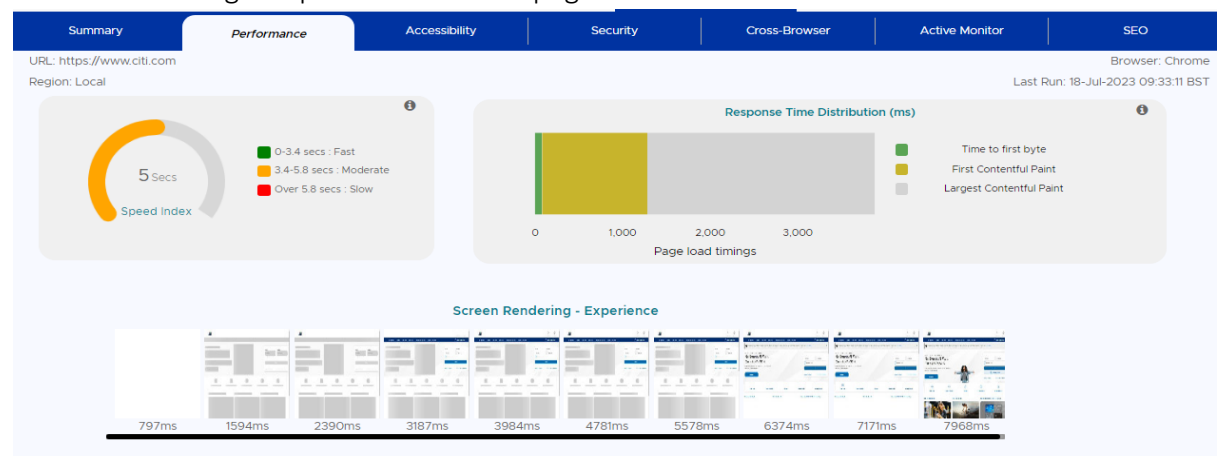 Summary
Performance
Accessibility
Security
Cross-Browser
Active Monitor
SEO
URL: https://www.citi.com
Browser: Chrome
Region: Local
Last Run: 18-Jul-2023 09:33:11 BST
5 Secs
Speed Index
0-3.4 secs : Fast
3.4-5.8 secs : Moderate
Over 5.8 secs : Slow
Response Time Distribution (ms)
Time to first byte
First Contentful Paint
Largest Contentful Paint
0 1,000 2,000 3,000
Page load timings
Screen Rendering - Experience
797ms 1594ms 2390ms 3187ms 3984ms 4781ms 5578ms 6374ms 7171ms 7968ms